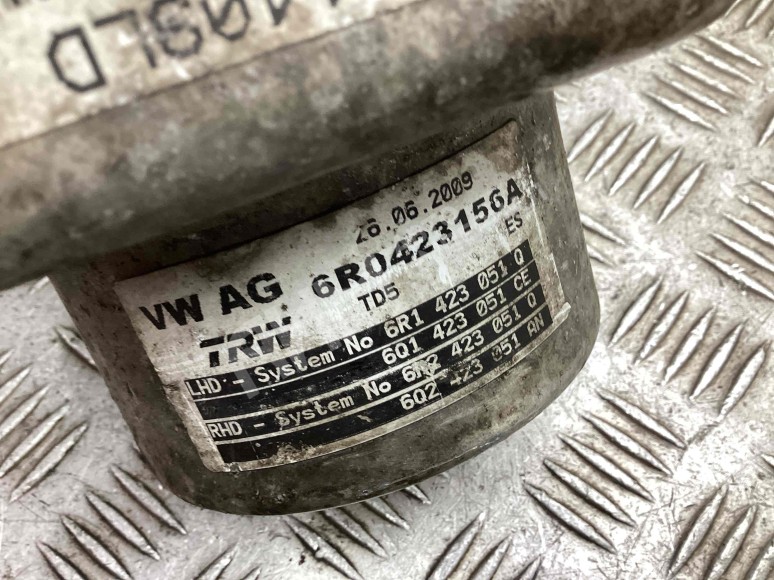 26.06.2009
VW AG 6R0423156A
TRW TD5 ES
LHD - System No 6R1 423 051 Q
6Q1 423 051 CE
RHD - System No 6R2 423 051 Q
6Q2 423 051 AN